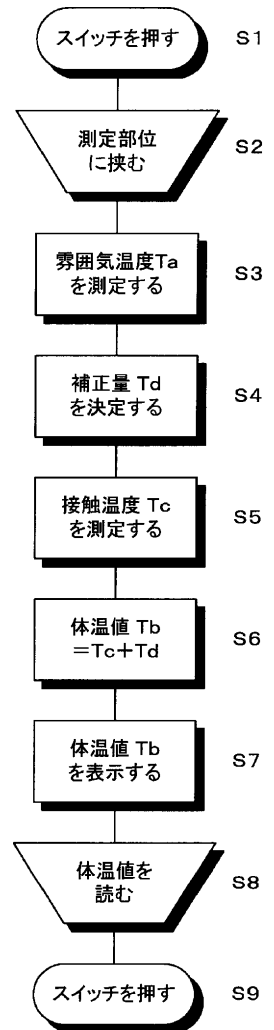 スイッチを押す S1
測定部位
に挟む
S2
雰囲気温度Ta
を測定する
S3
補正量 Td
を決定する
S4
接触温度 Tc
を測定する
S5
体温値 Tb
=Tc+Td
S6
体温値 Tb
を表示する
S7
体温値を
読む
S8
スイッチを押す S9